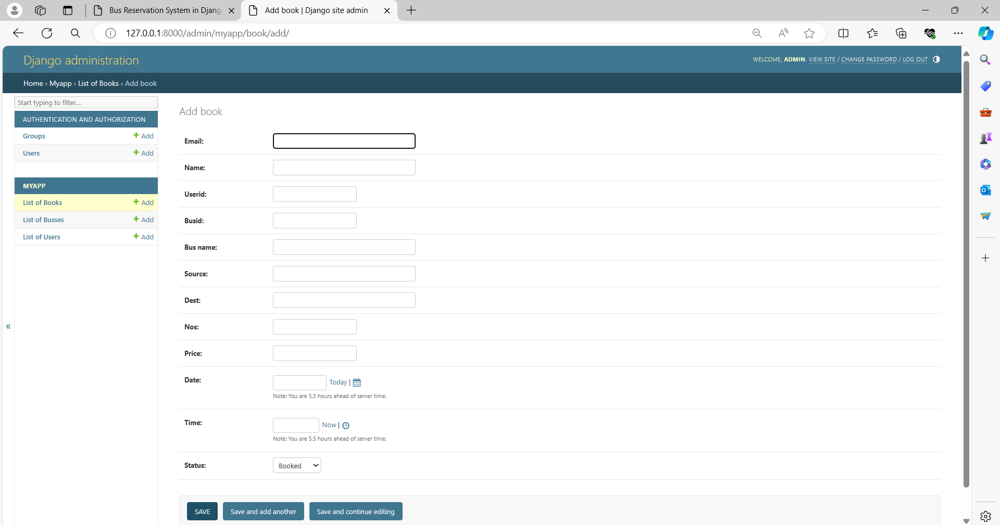 Bus Reservation System in Djang
Add book | Django site admin
127.0.0.1:8000/admin/myapp/book/add/
Django administration
WELCOME, ADMIN. VIEW SITE / CHANGE PASSWORD / LOG OUT
Home › Myapp › List of Books › Add book
Start typing to filter...
AUTHENTICATION AND AUTHORIZATION
Groups + Add
Users + Add
MYAPP
List of Books + Add
List of Busses + Add
List of Users + Add
«
Add book
Email:
Name:
Userid:
Busid:
Bus name:
Source:
Dest:
Nos:
Price:
Date:
Today |
Note: You are 5.5 hours ahead of server time.
Time:
Now |
Note: You are 5.5 hours ahead of server time.
Status:
Booked
SAVE
Save and add another
Save and continue editing